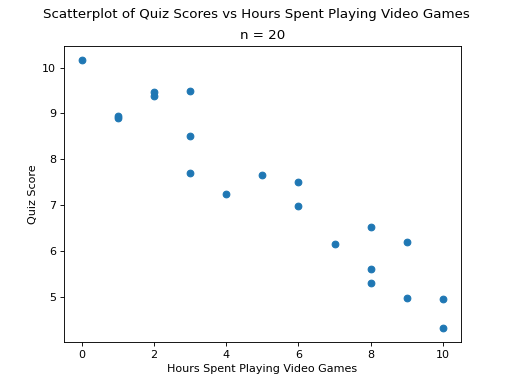 Scatterplot of Quiz Scores vs Hours Spent Playing Video Games
n = 20
10
9
8
7
6
5
Quiz Score
0 2 4 6 8 10
Hours Spent Playing Video Games